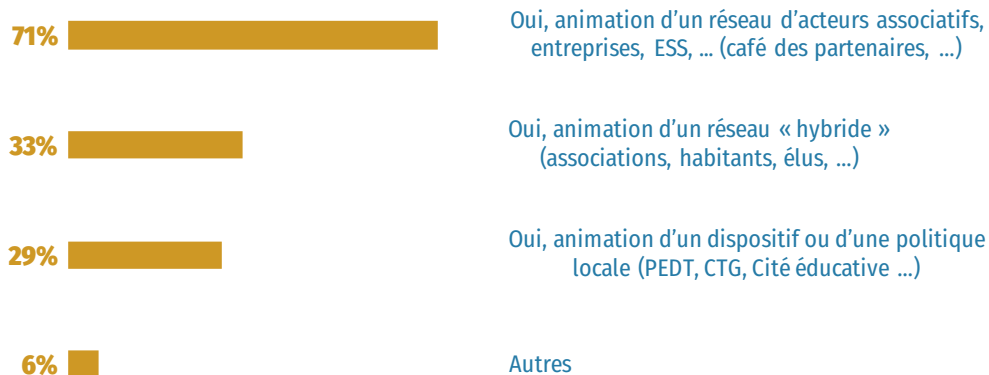 71%
Oui, animation d’un réseau d’acteurs associatifs,
entreprises, ESS, ... (café des partenaires, ...)
33%
Oui, animation d’un réseau « hybride »
(associations, habitants, élus, ...)
29%
Oui, animation d’un dispositif ou d’une politique
locale (PEDT, CTG, Cité éducative ...)
6%
Autres